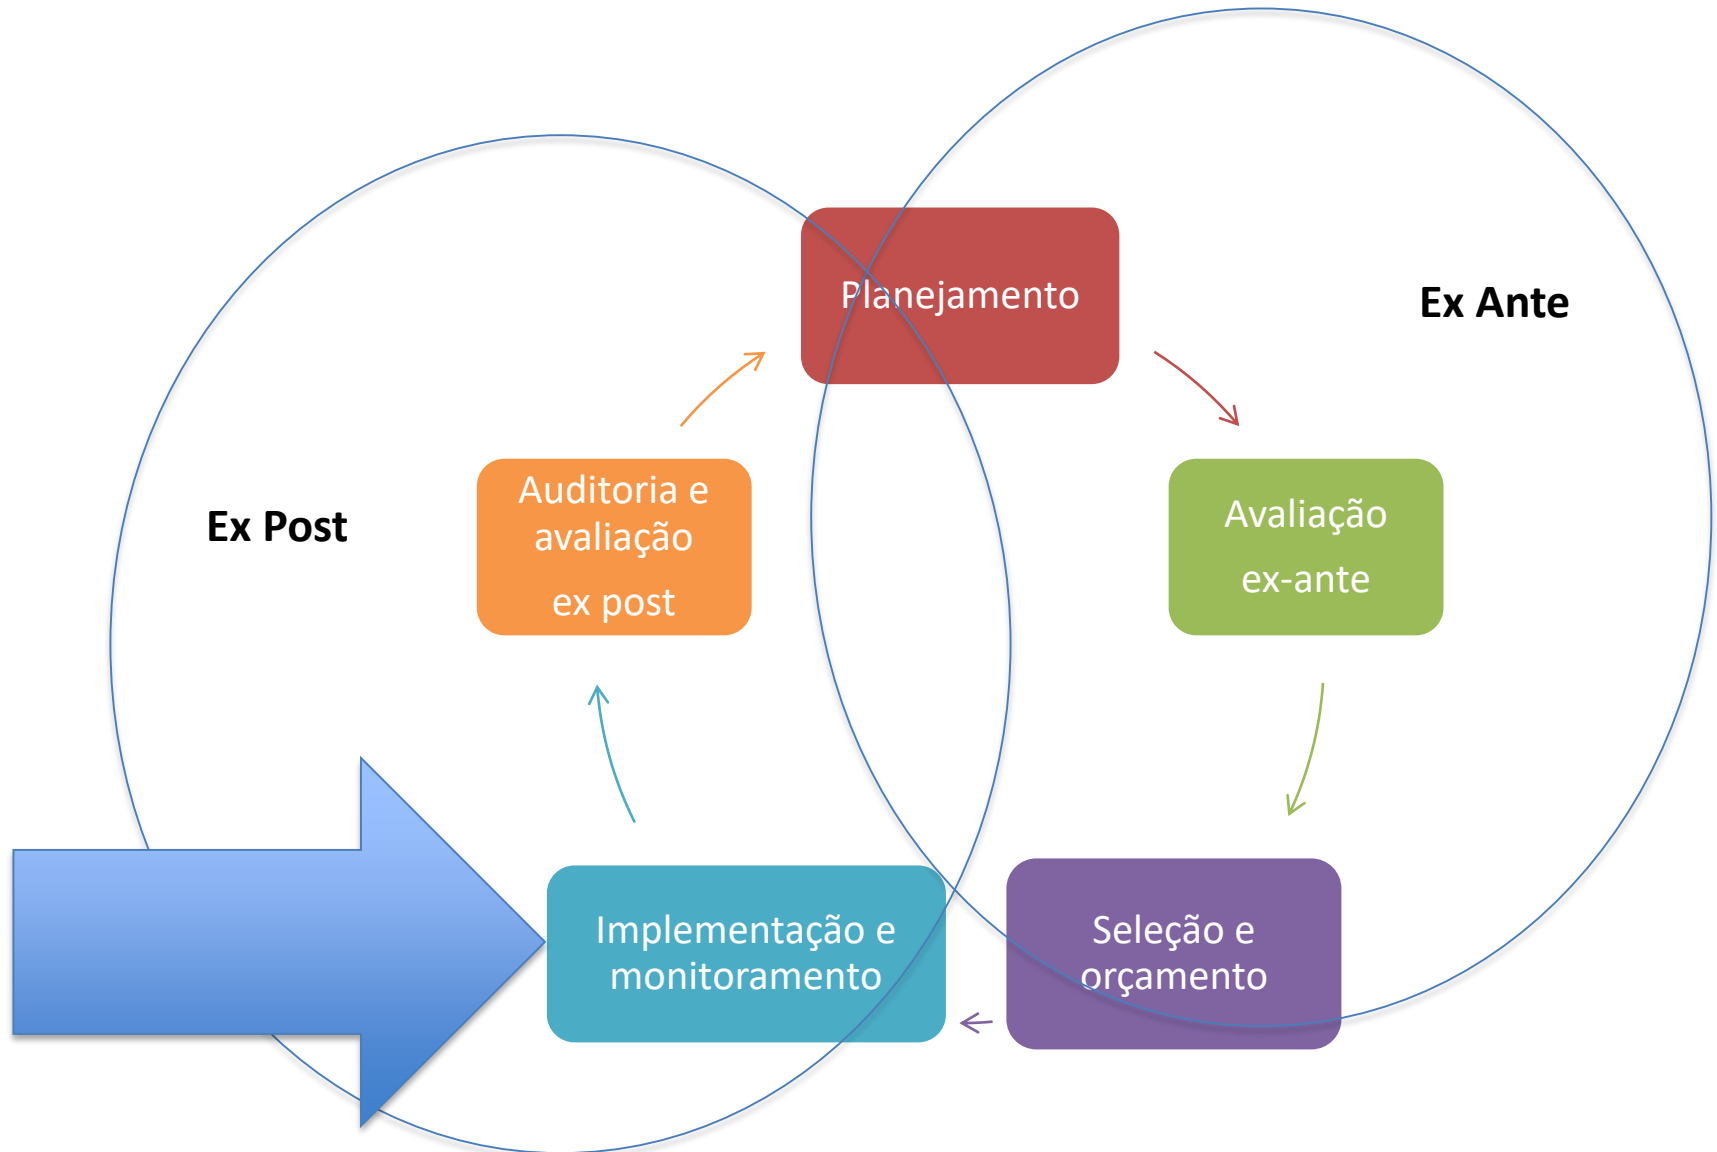 Planejamento
Ex Ante
Auditoria e
avaliação
ex post
Ex Post
Avaliação
ex-ante
Implementação e
monitoramento
Seleção e
orçamento